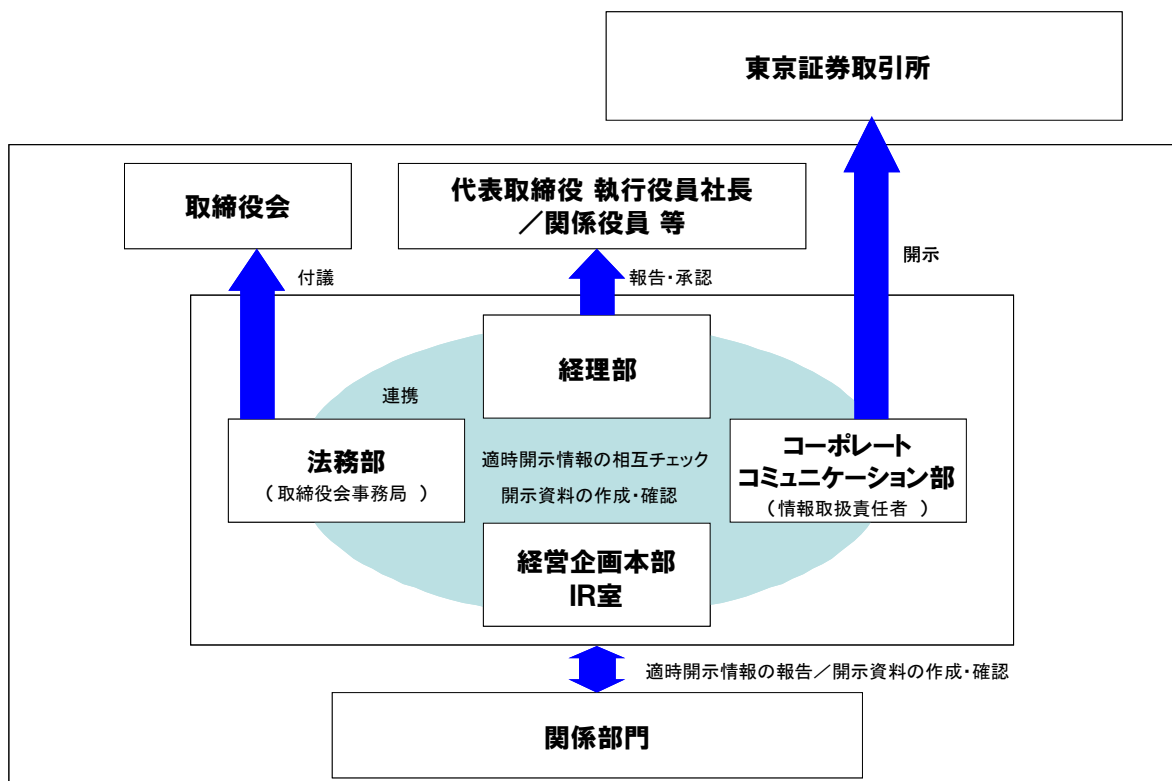 東京証券取引所
取締役会
代表取締役 執行役員社長
／関係役員 等
開示
付議
報告・承認
経理部
連携
法務部
（ 取締役会事務局 ）
適時開示情報の相互チェック
開示資料の作成・確認
コーポレート
コミュニケーション部
（ 情報取扱責任者 ）
経営企画本部
IR室
適時開示情報の報告／開示資料の作成・確認
関係部門